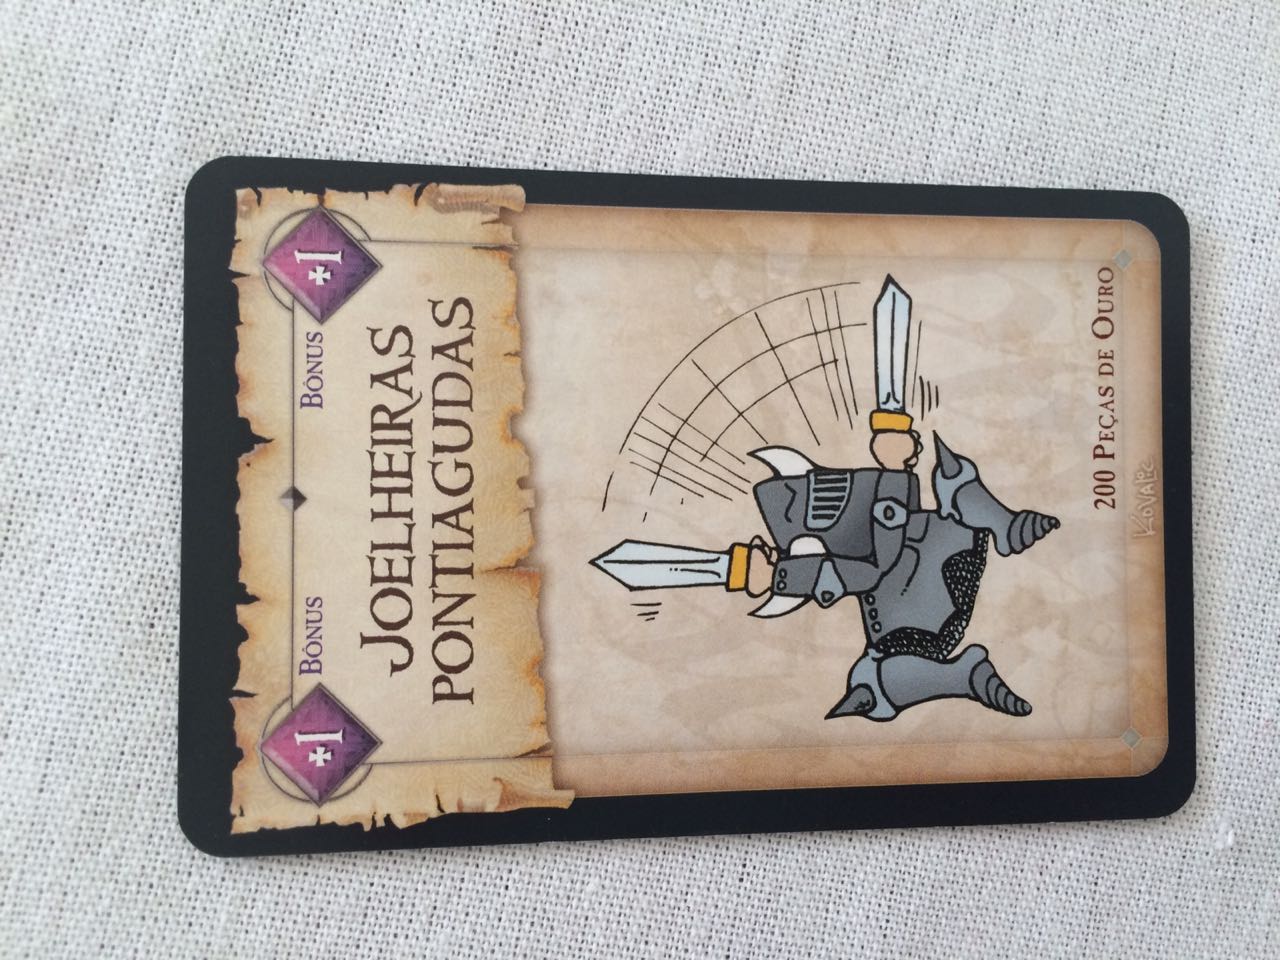 +1 Bônus Bônus +1
Joelheiras
pontiagudas
200 Peças de Ouro
Kovalic